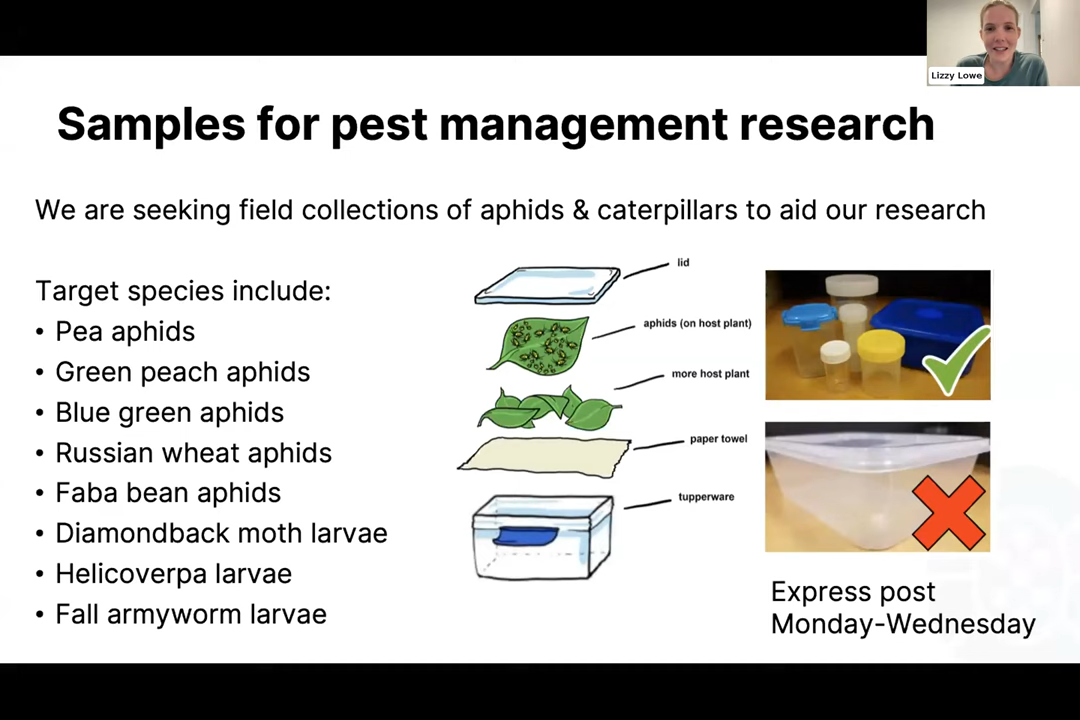 Lizzy Lowe
Samples for pest management research
We are seeking field collections of aphids & caterpillars to aid our research
Target species include:
• Pea aphids
• Green peach aphids
• Blue green aphids
• Russian wheat aphids
• Faba bean aphids
• Diamondback moth larvae
• Helicoverpa larvae
• Fall armyworm larvae
lid
aphids (on host plant)
more host plant
paper towel
tupperware
Express post
Monday-Wednesday